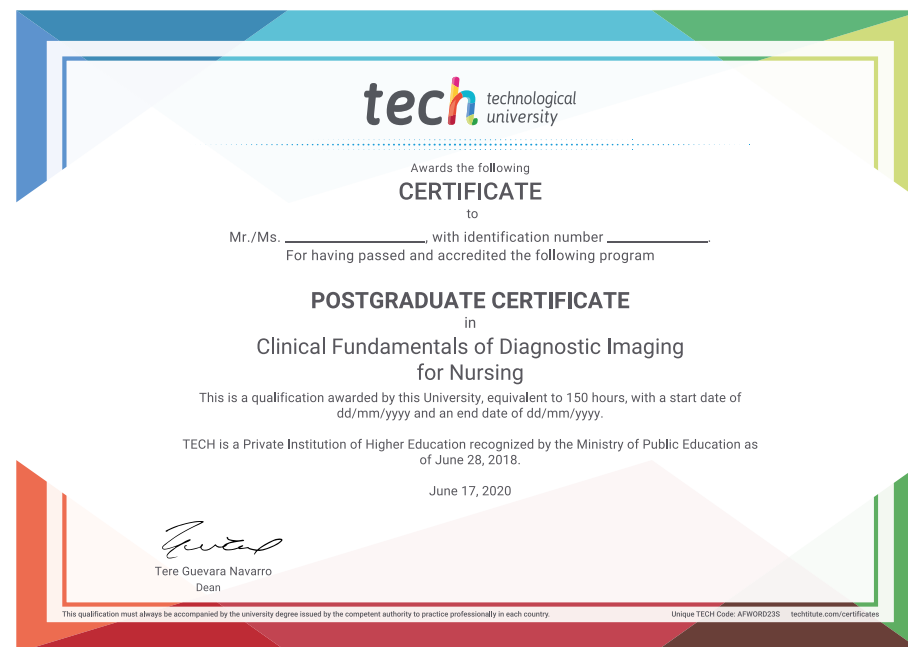 tech technological
university
Awards the following
CERTIFICATE
to
Mr./Ms. ____________________, with identification number ______________.
For having passed and accredited the following program
POSTGRADUATE CERTIFICATE
in
Clinical Fundamentals of Diagnostic Imaging
for Nursing
This is a qualification awarded by this University, equivalent to 150 hours, with a start date of
dd/mm/yyyy and an end date of dd/mm/yyyy.
TECH is a Private Institution of Higher Education recognized by the Ministry of Public Education as
of June 28, 2018.
June 17, 2020
Tere Guevara Navarro
Dean
This qualification must always be accompanied by the university degree issued by the competent authority to practice professionally in each country. Unique TECH Code: AFWORD23S techtitute.com/certificates